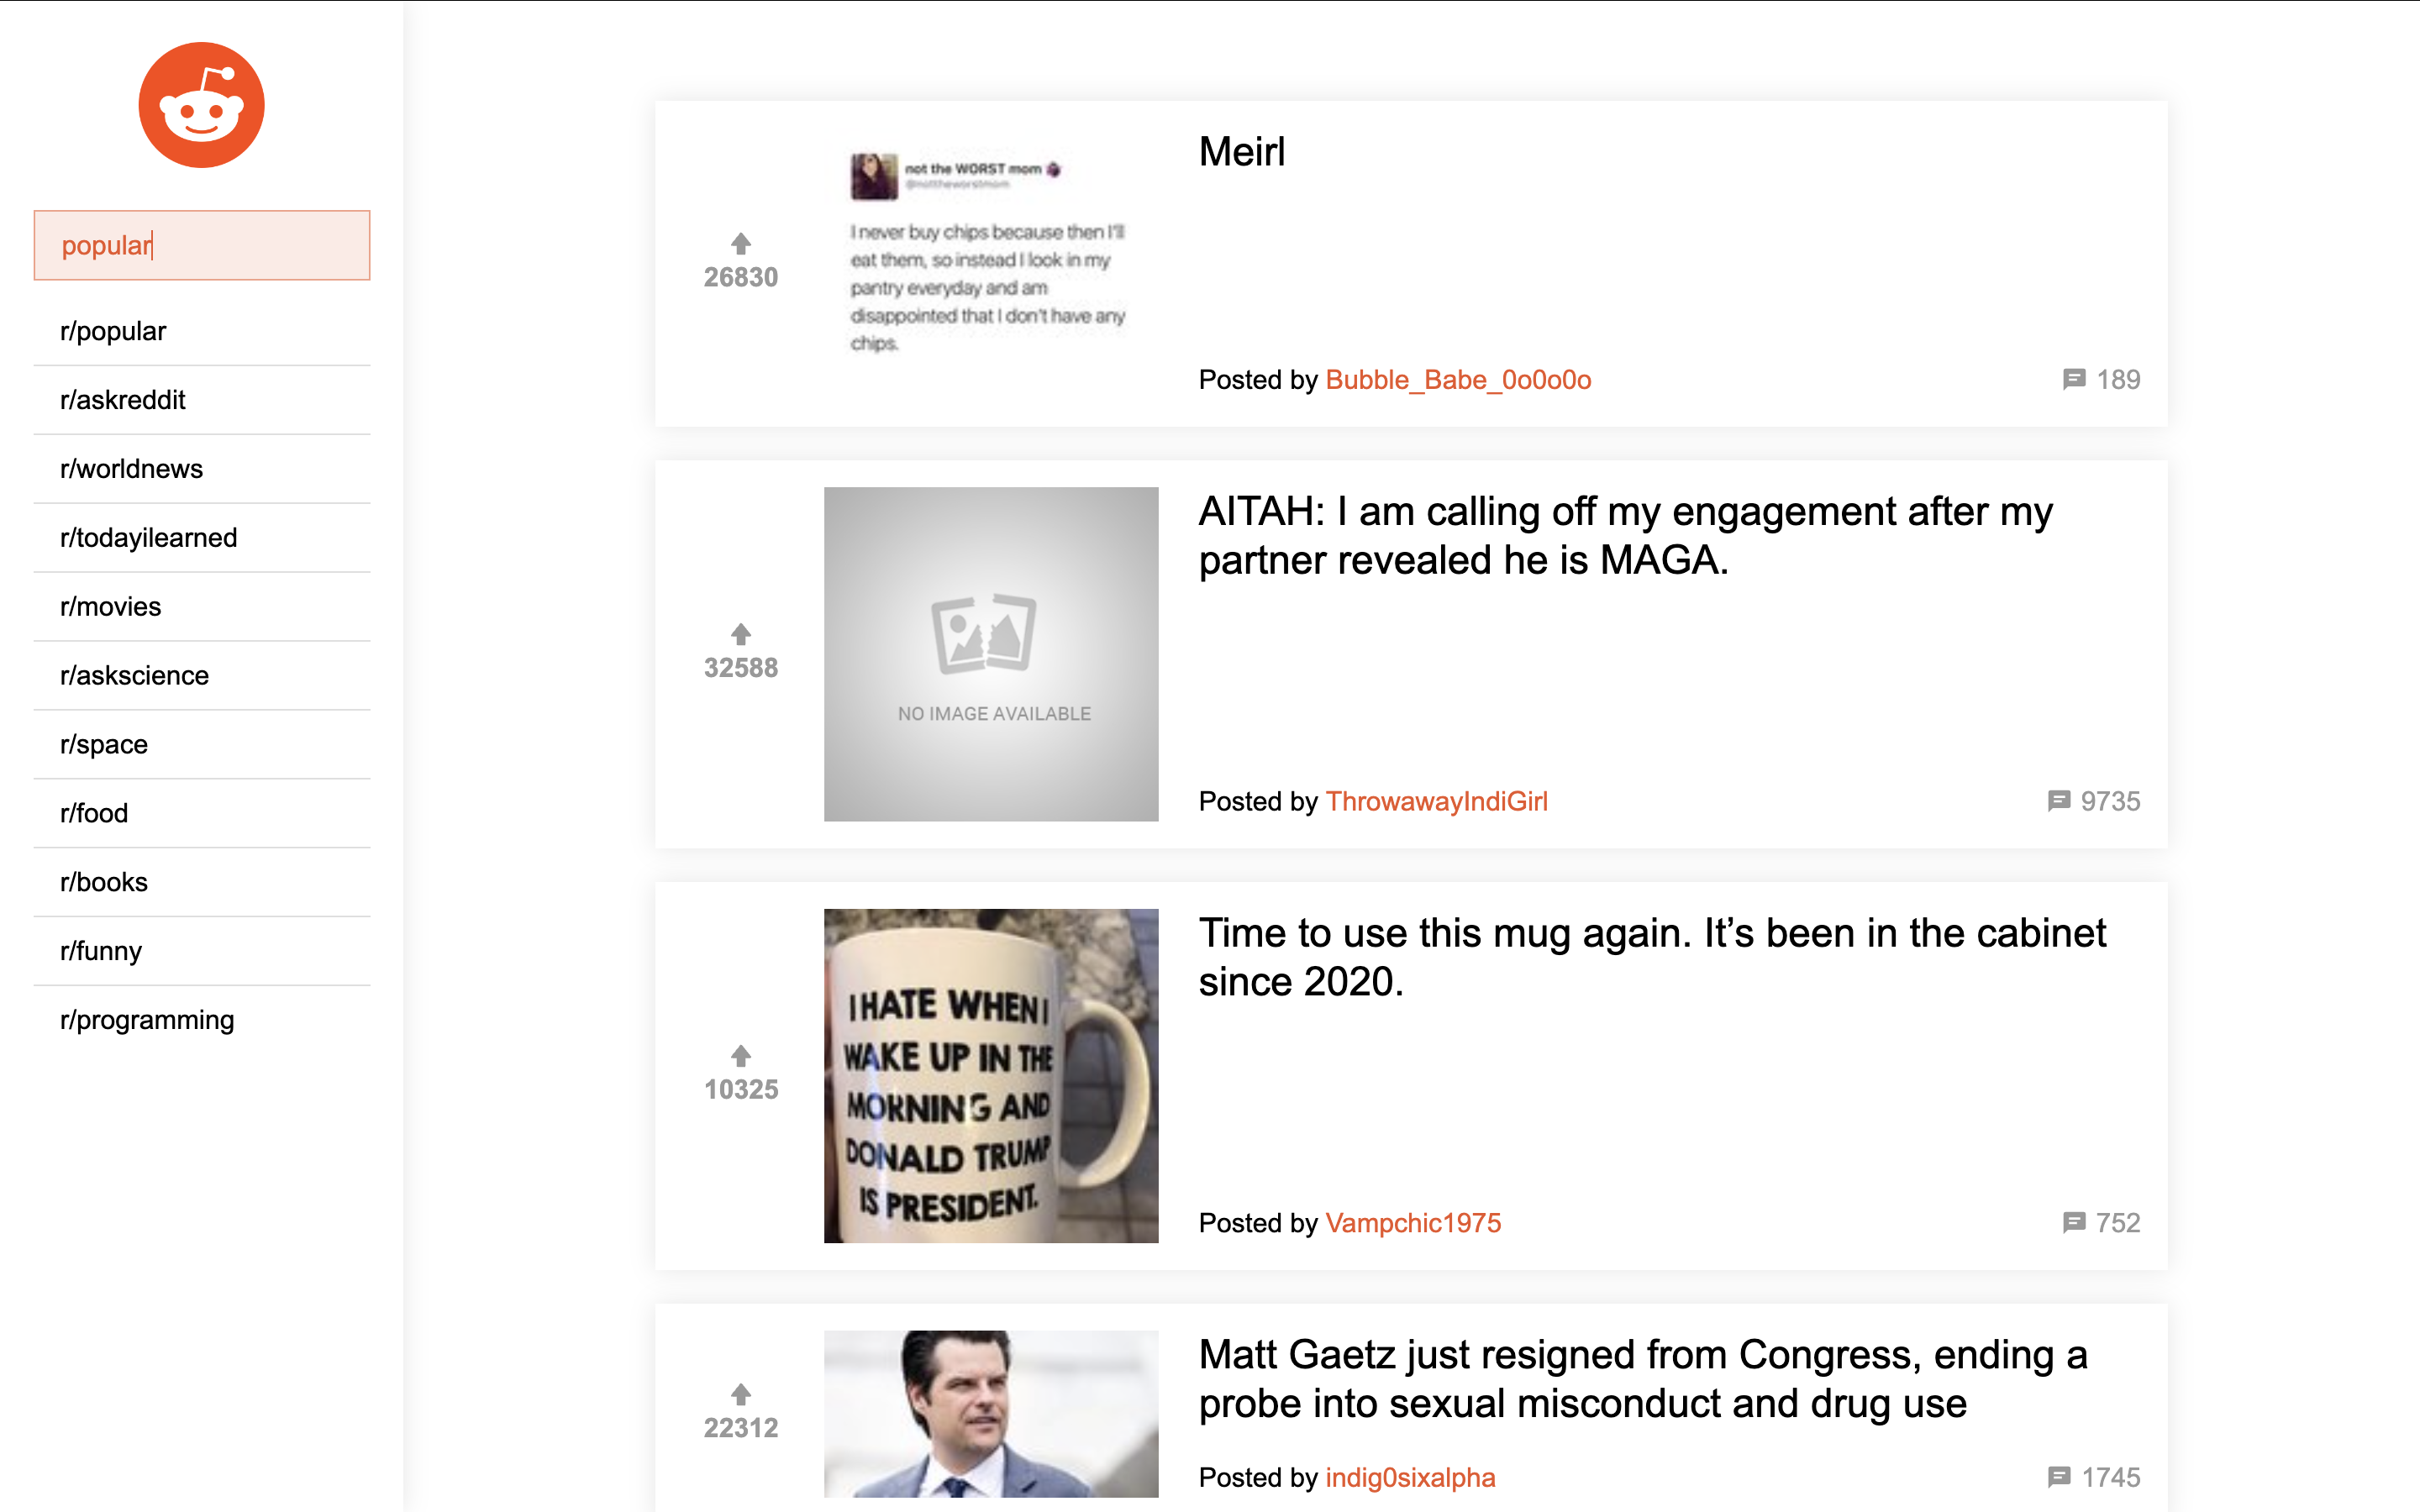 popular
r/popular
r/askreddit
r/worldnews
r/todayilearned
r/movies
r/askscience
r/space
r/food
r/books
r/funny
r/programming
26830
not the WORST mom
@nottheworstmom
I never buy chips because then I'll
eat them, so instead I look in my
pantry everyday and am
disappointed that I don't have any
chips.
Meirl
Posted by Bubble_Babe_0o0o0o
189
32588
NO IMAGE AVAILABLE
AITAH: I am calling off my engagement after my
partner revealed he is MAGA.
Posted by ThrowawayIndiGirl
9735
10325
I HATE WHEN I
WAKE UP IN THE
MORNING AND
DONALD TRUMP
IS PRESIDENT.
Time to use this mug again. It’s been in the cabinet
since 2020.
Posted by Vampchic1975
752
22312
Matt Gaetz just resigned from Congress, ending a
probe into sexual misconduct and drug use
Posted by indig0sixalpha
1745